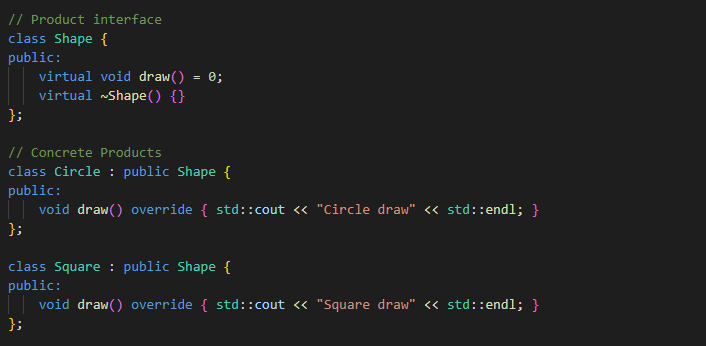 // Product interface
class Shape {
public:
    virtual void draw() = 0;
    virtual ~Shape() {}
};

// Concrete Products
class Circle : public Shape {
public:
    void draw() override { std::cout << "Circle draw" << std::endl; }
};

class Square : public Shape {
public:
    void draw() override { std::cout << "Square draw" << std::endl; }
};